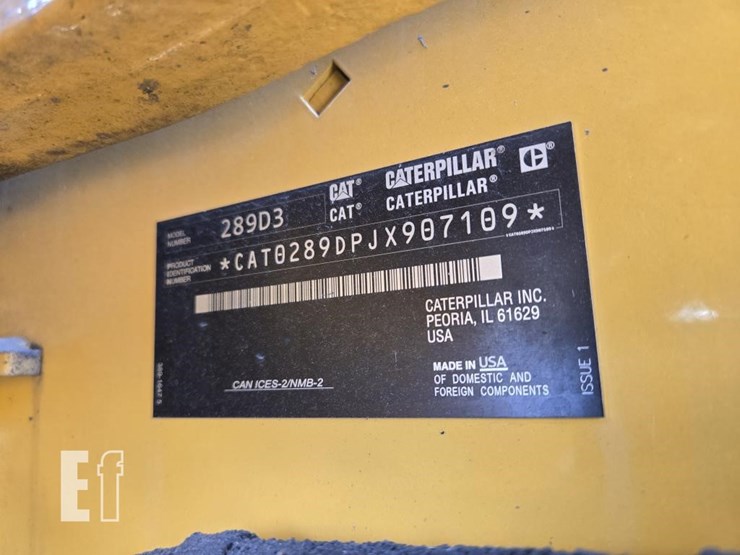 CAT® CATERPILLAR®
CAT® CATERPILLAR®
MODEL NUMBER 289D3
PRODUCT IDENTIFICATION NUMBER *CAT0289DPJX907109*
CATERPILLAR INC.
PEORIA, IL 61629
USA
MADE IN USA
OF DOMESTIC AND
FOREIGN COMPONENTS
CAN ICES-2/NMB-2
ISSUE 1
Ef